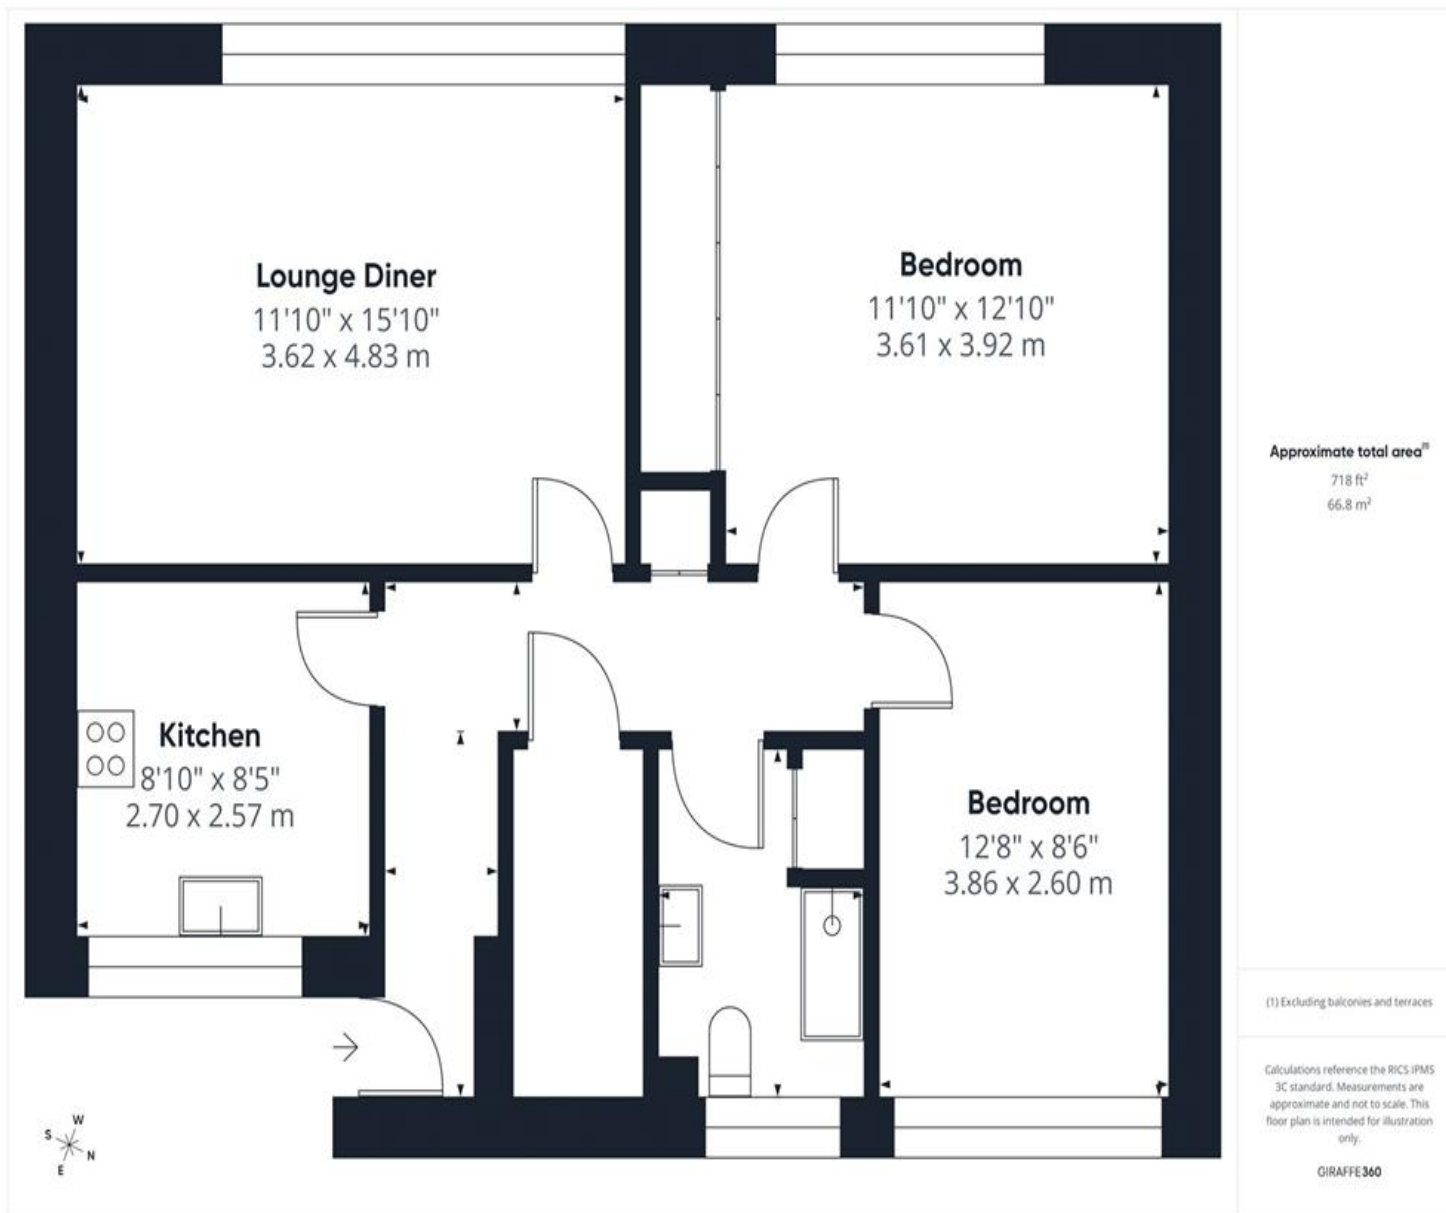 Lounge Diner
11'10" x 15'10"
3.62 x 4.83 m
Bedroom
11'10" x 12'10"
3.61 x 3.92 m
Kitchen
8'10" x 8'5"
2.70 x 2.57 m
Bedroom
12'8" x 8'6"
3.86 x 2.60 m
W
S
N
E
Approximate total area(1)
718 ft²
66.8 m²
(1) Excluding balconies and terraces
Calculations reference the RICS IPMS
3C standard. Measurements are
approximate and not to scale. This
floor plan is intended for illustration
only.
GIRAFFE360